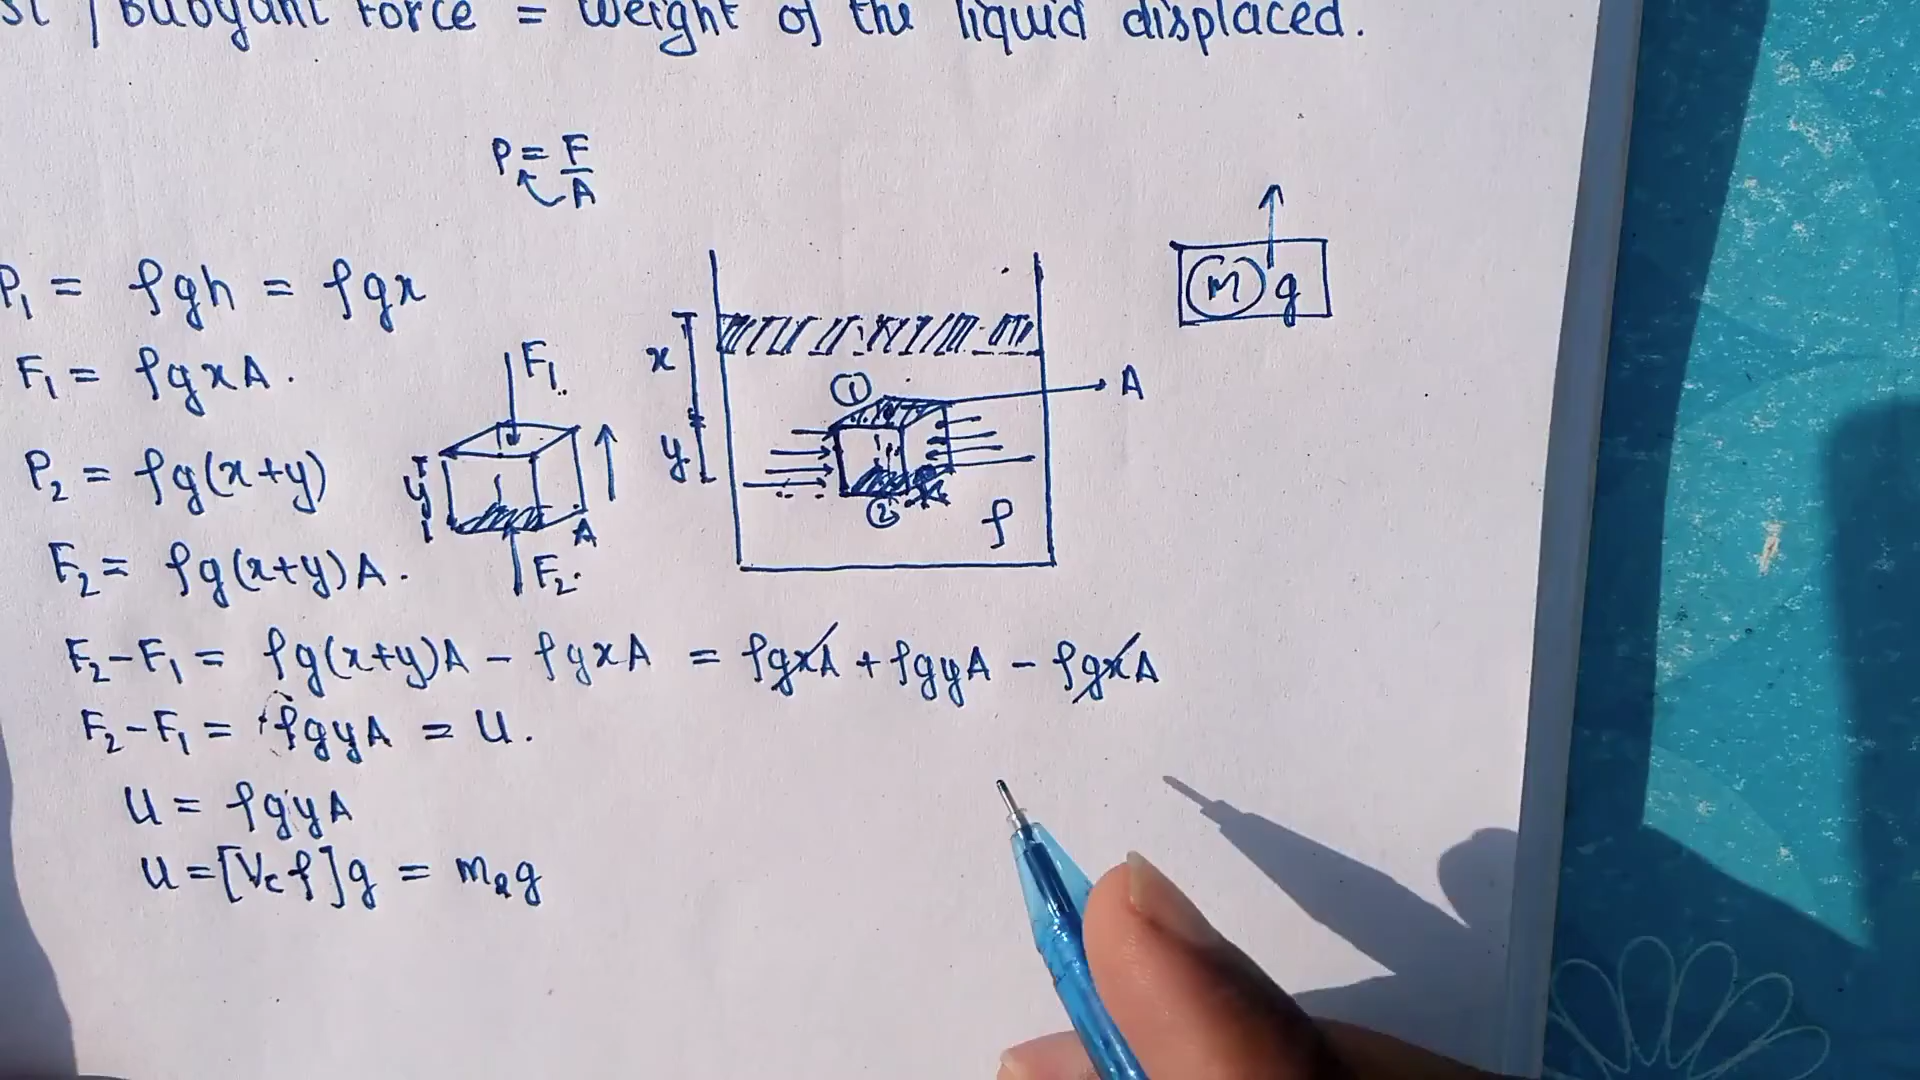 Buoyant Force = Weight of the liquid displaced.
P = F/A
P₁ = ρgh = ρgx
F₁ = ρgxA.
P₂ = ρg(x+y)
F₂ = ρg(x+y)A.
F₁
y
A
F₂
x
y
①
②
A
ρ
m g
F₂-F₁ = ρg(x+y)A - ρgxA = ρgxA + ρgyA - ρgxA
F₂-F₁ = ρgyA = U.
U = ρgyA
U = [V꜀ρ]g = mₗg